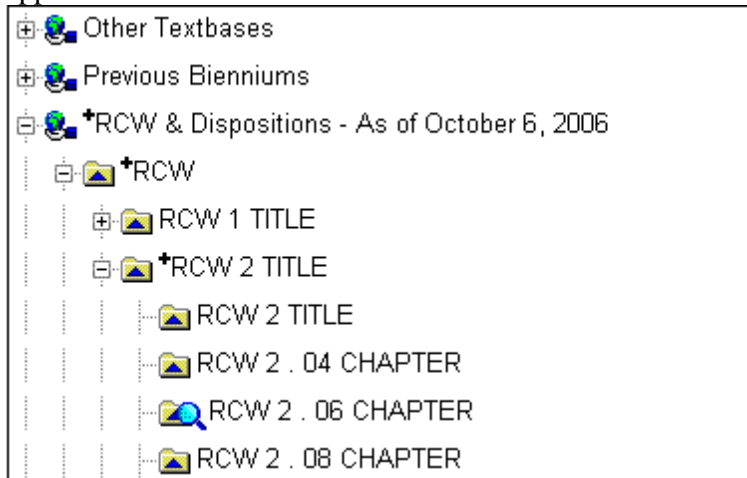 Other Textbases
Previous Bienniums
+RCW & Dispositions - As of October 6, 2006
+RCW
RCW 1 TITLE
+RCW 2 TITLE
RCW 2 TITLE
RCW 2 . 04 CHAPTER
RCW 2 . 06 CHAPTER
RCW 2 . 08 CHAPTER